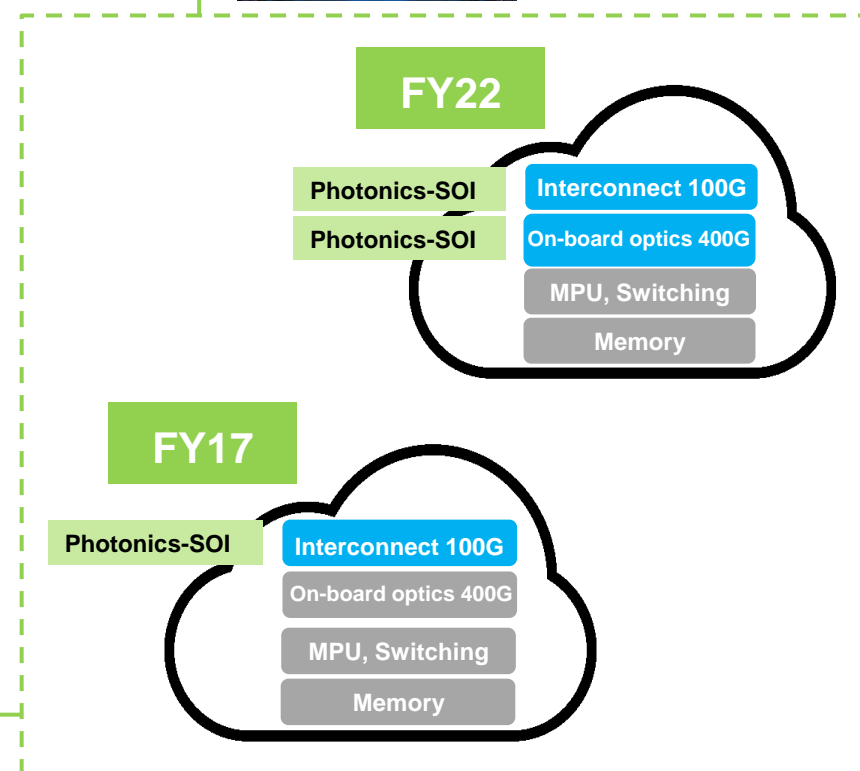 FY22
Photonics-SOI
Interconnect 100G
Photonics-SOI
On-board optics 400G
MPU, Switching
Memory
FY17
Photonics-SOI
Interconnect 100G
On-board optics 400G
MPU, Switching
Memory